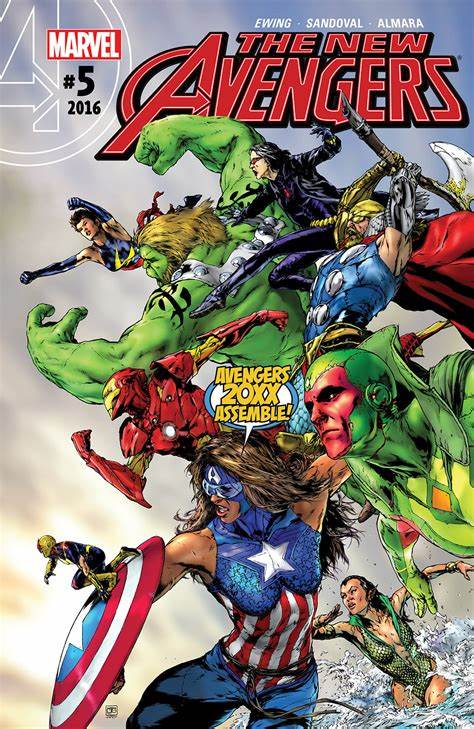 EWING • SANDOVAL • ALMARA
MARVEL
#5
2016
THE NEW
AVENGERS
AVENGERS
20XX
ASSEMBLE!